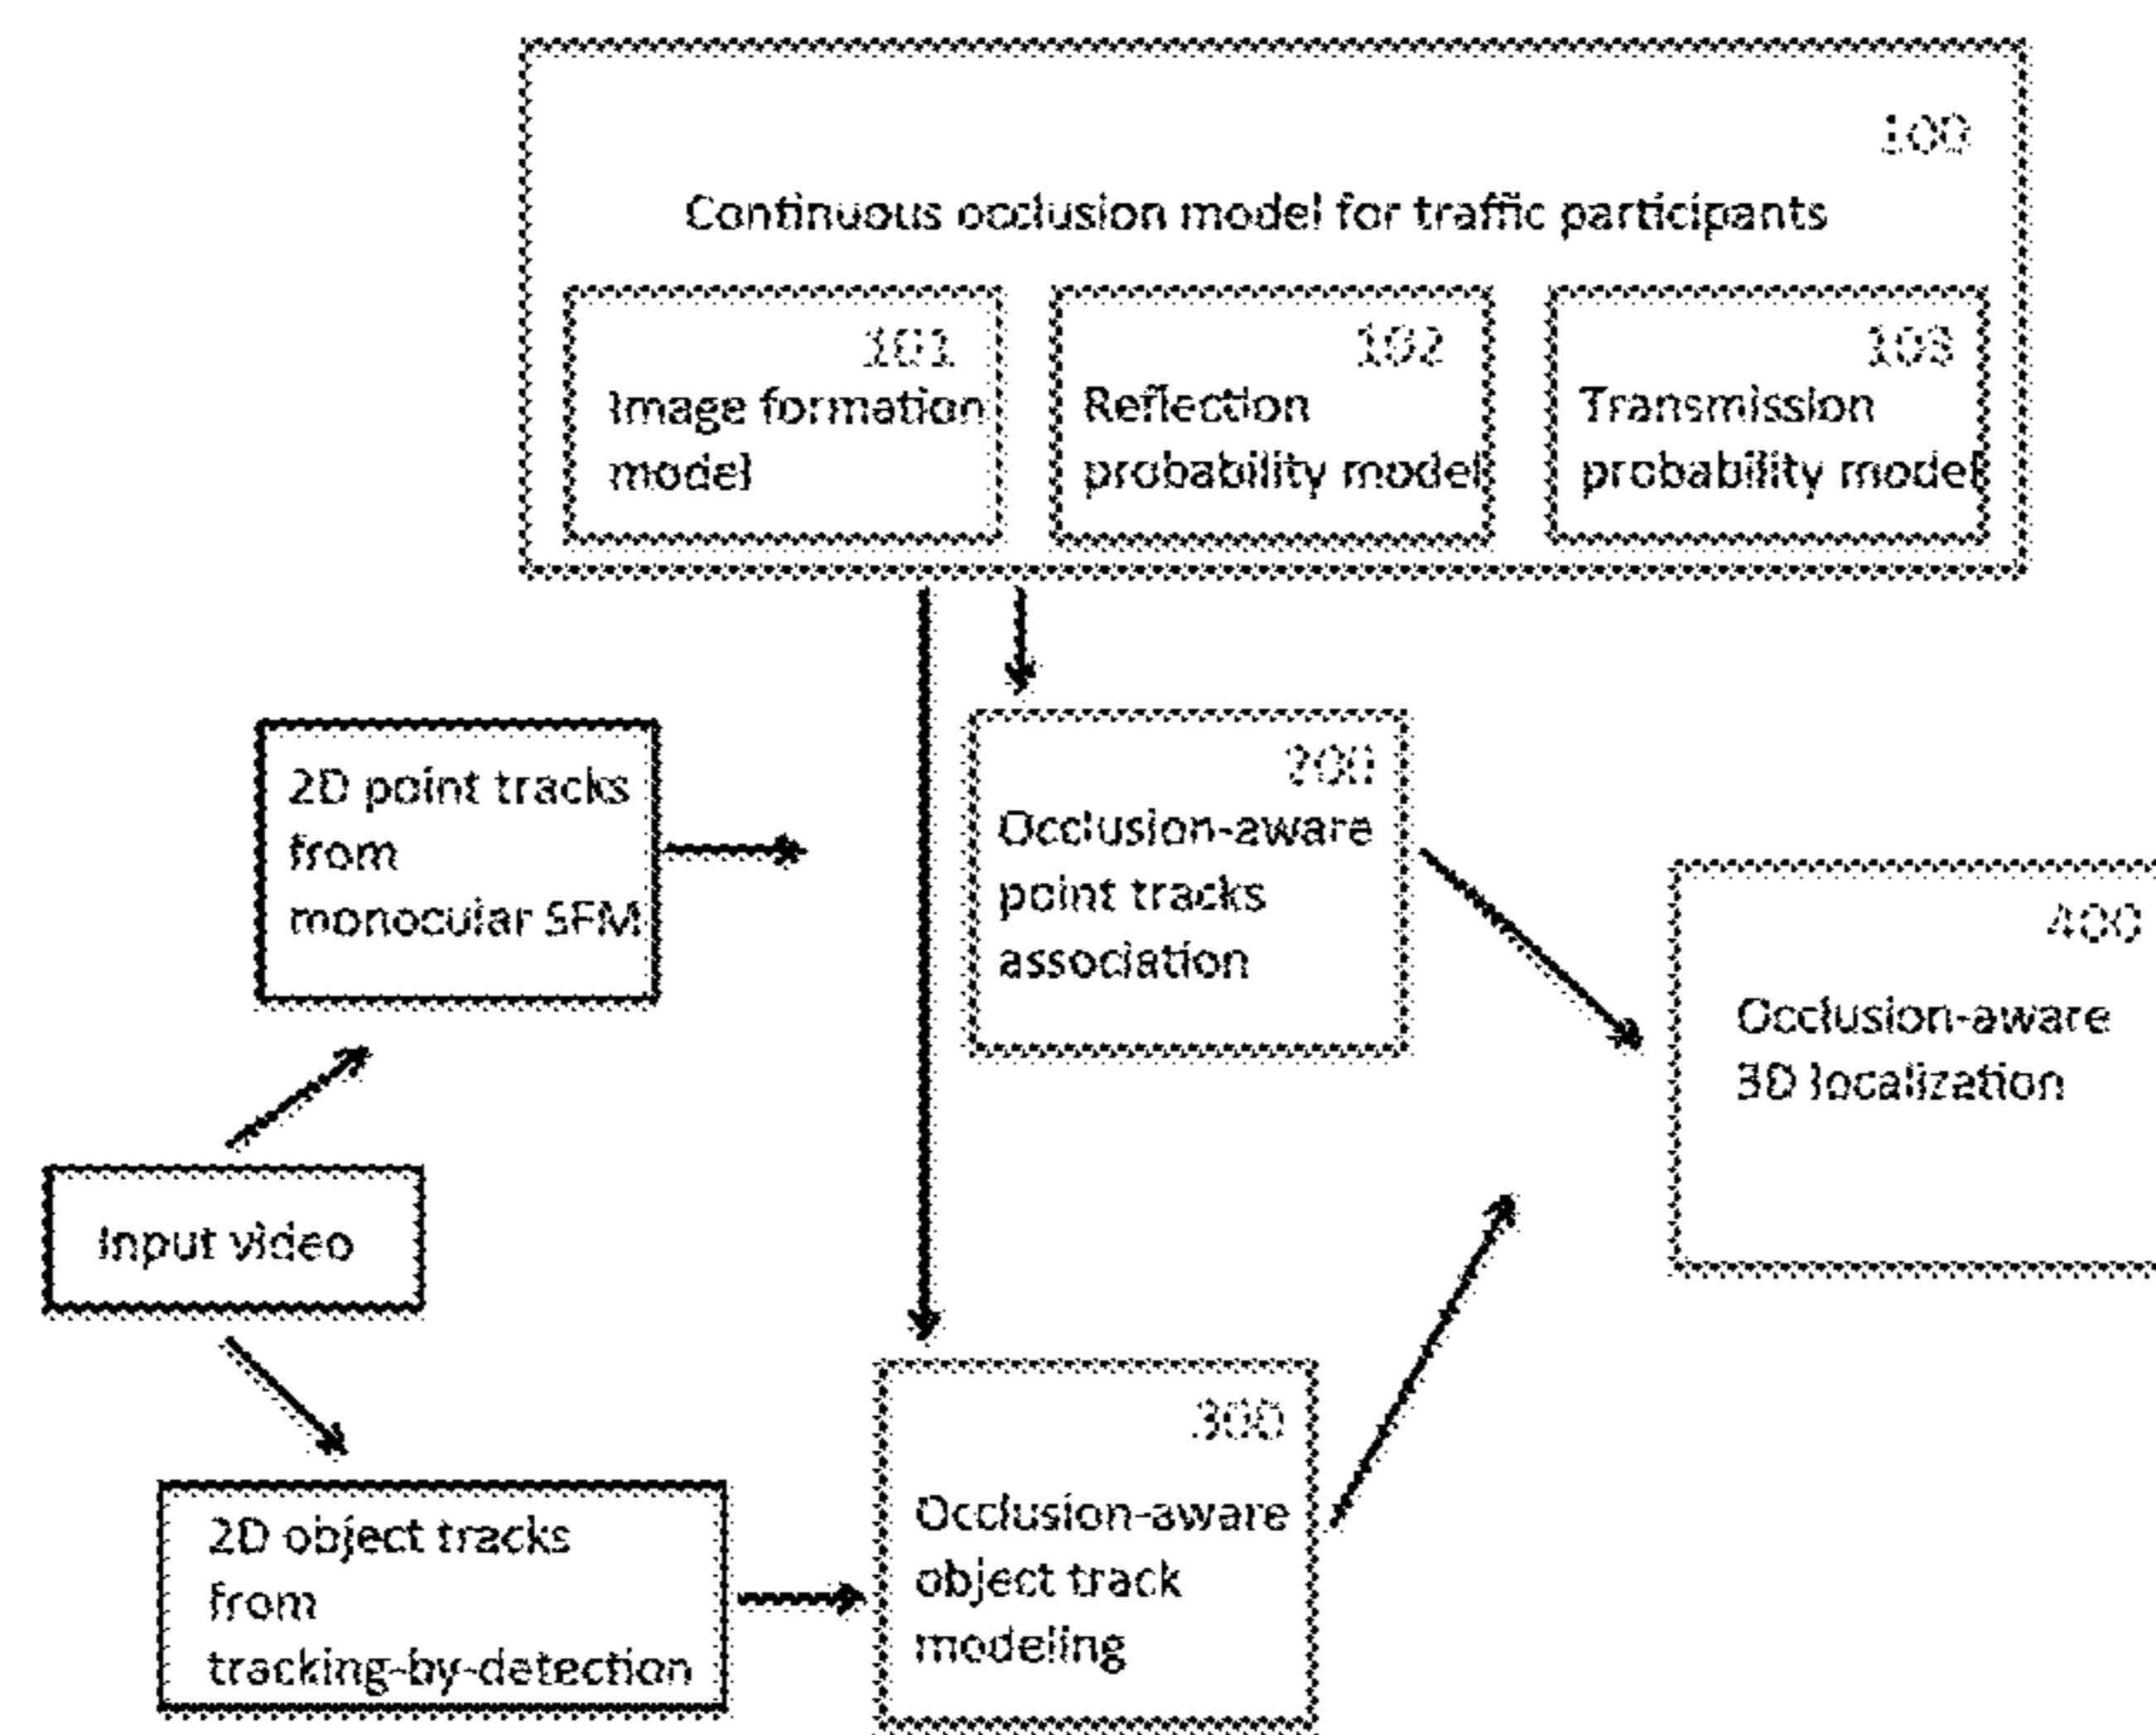 100
Continuous occlusion model for traffic participants
101
Image formation
model
102
Reflection
probability model
103
Transmission
probability model
2D point tracks
from
monocular SFM
200
Occlusion-aware
point tracks
association
400
Occlusion-aware
3D localization
Input video
300
Occlusion-aware
object track
modeling
2D object tracks
from
tracking-by-detection